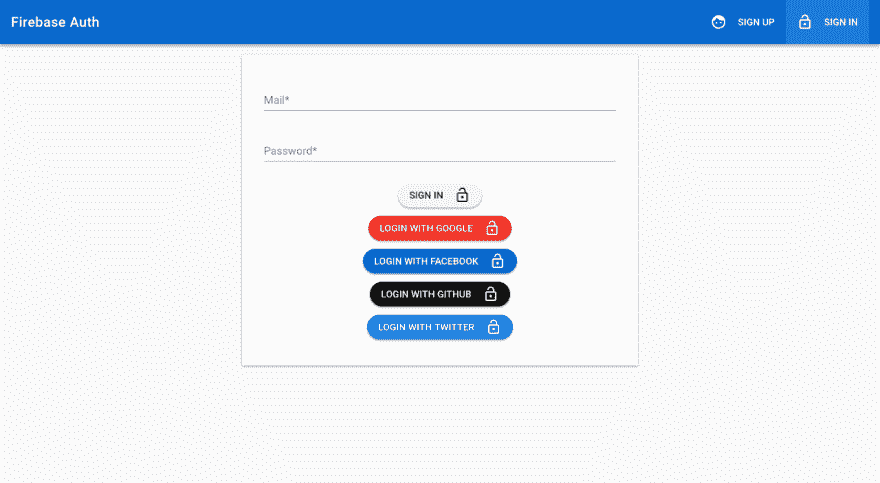 Firebase Auth SIGN UP SIGN IN
Mail*
Password*
SIGN IN
LOGIN WITH GOOGLE
LOGIN WITH FACEBOOK
LOGIN WITH GITHUB
LOGIN WITH TWITTER